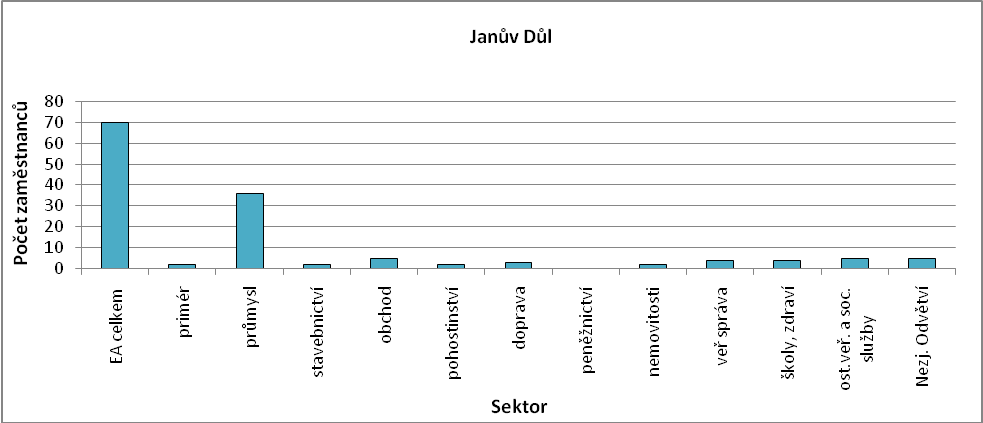 Janův Důl
Počet zaměstnanců
80
70
60
50
40
30
20
10
0
EA celkem
primér
průmysl
stavebnictví
obchod
pohostinství
doprava
peněžnictví
nemovitosti
veř správa
školy, zdraví
ost.veř. a soc.
služby
Nezj. Odvětví
Sektor